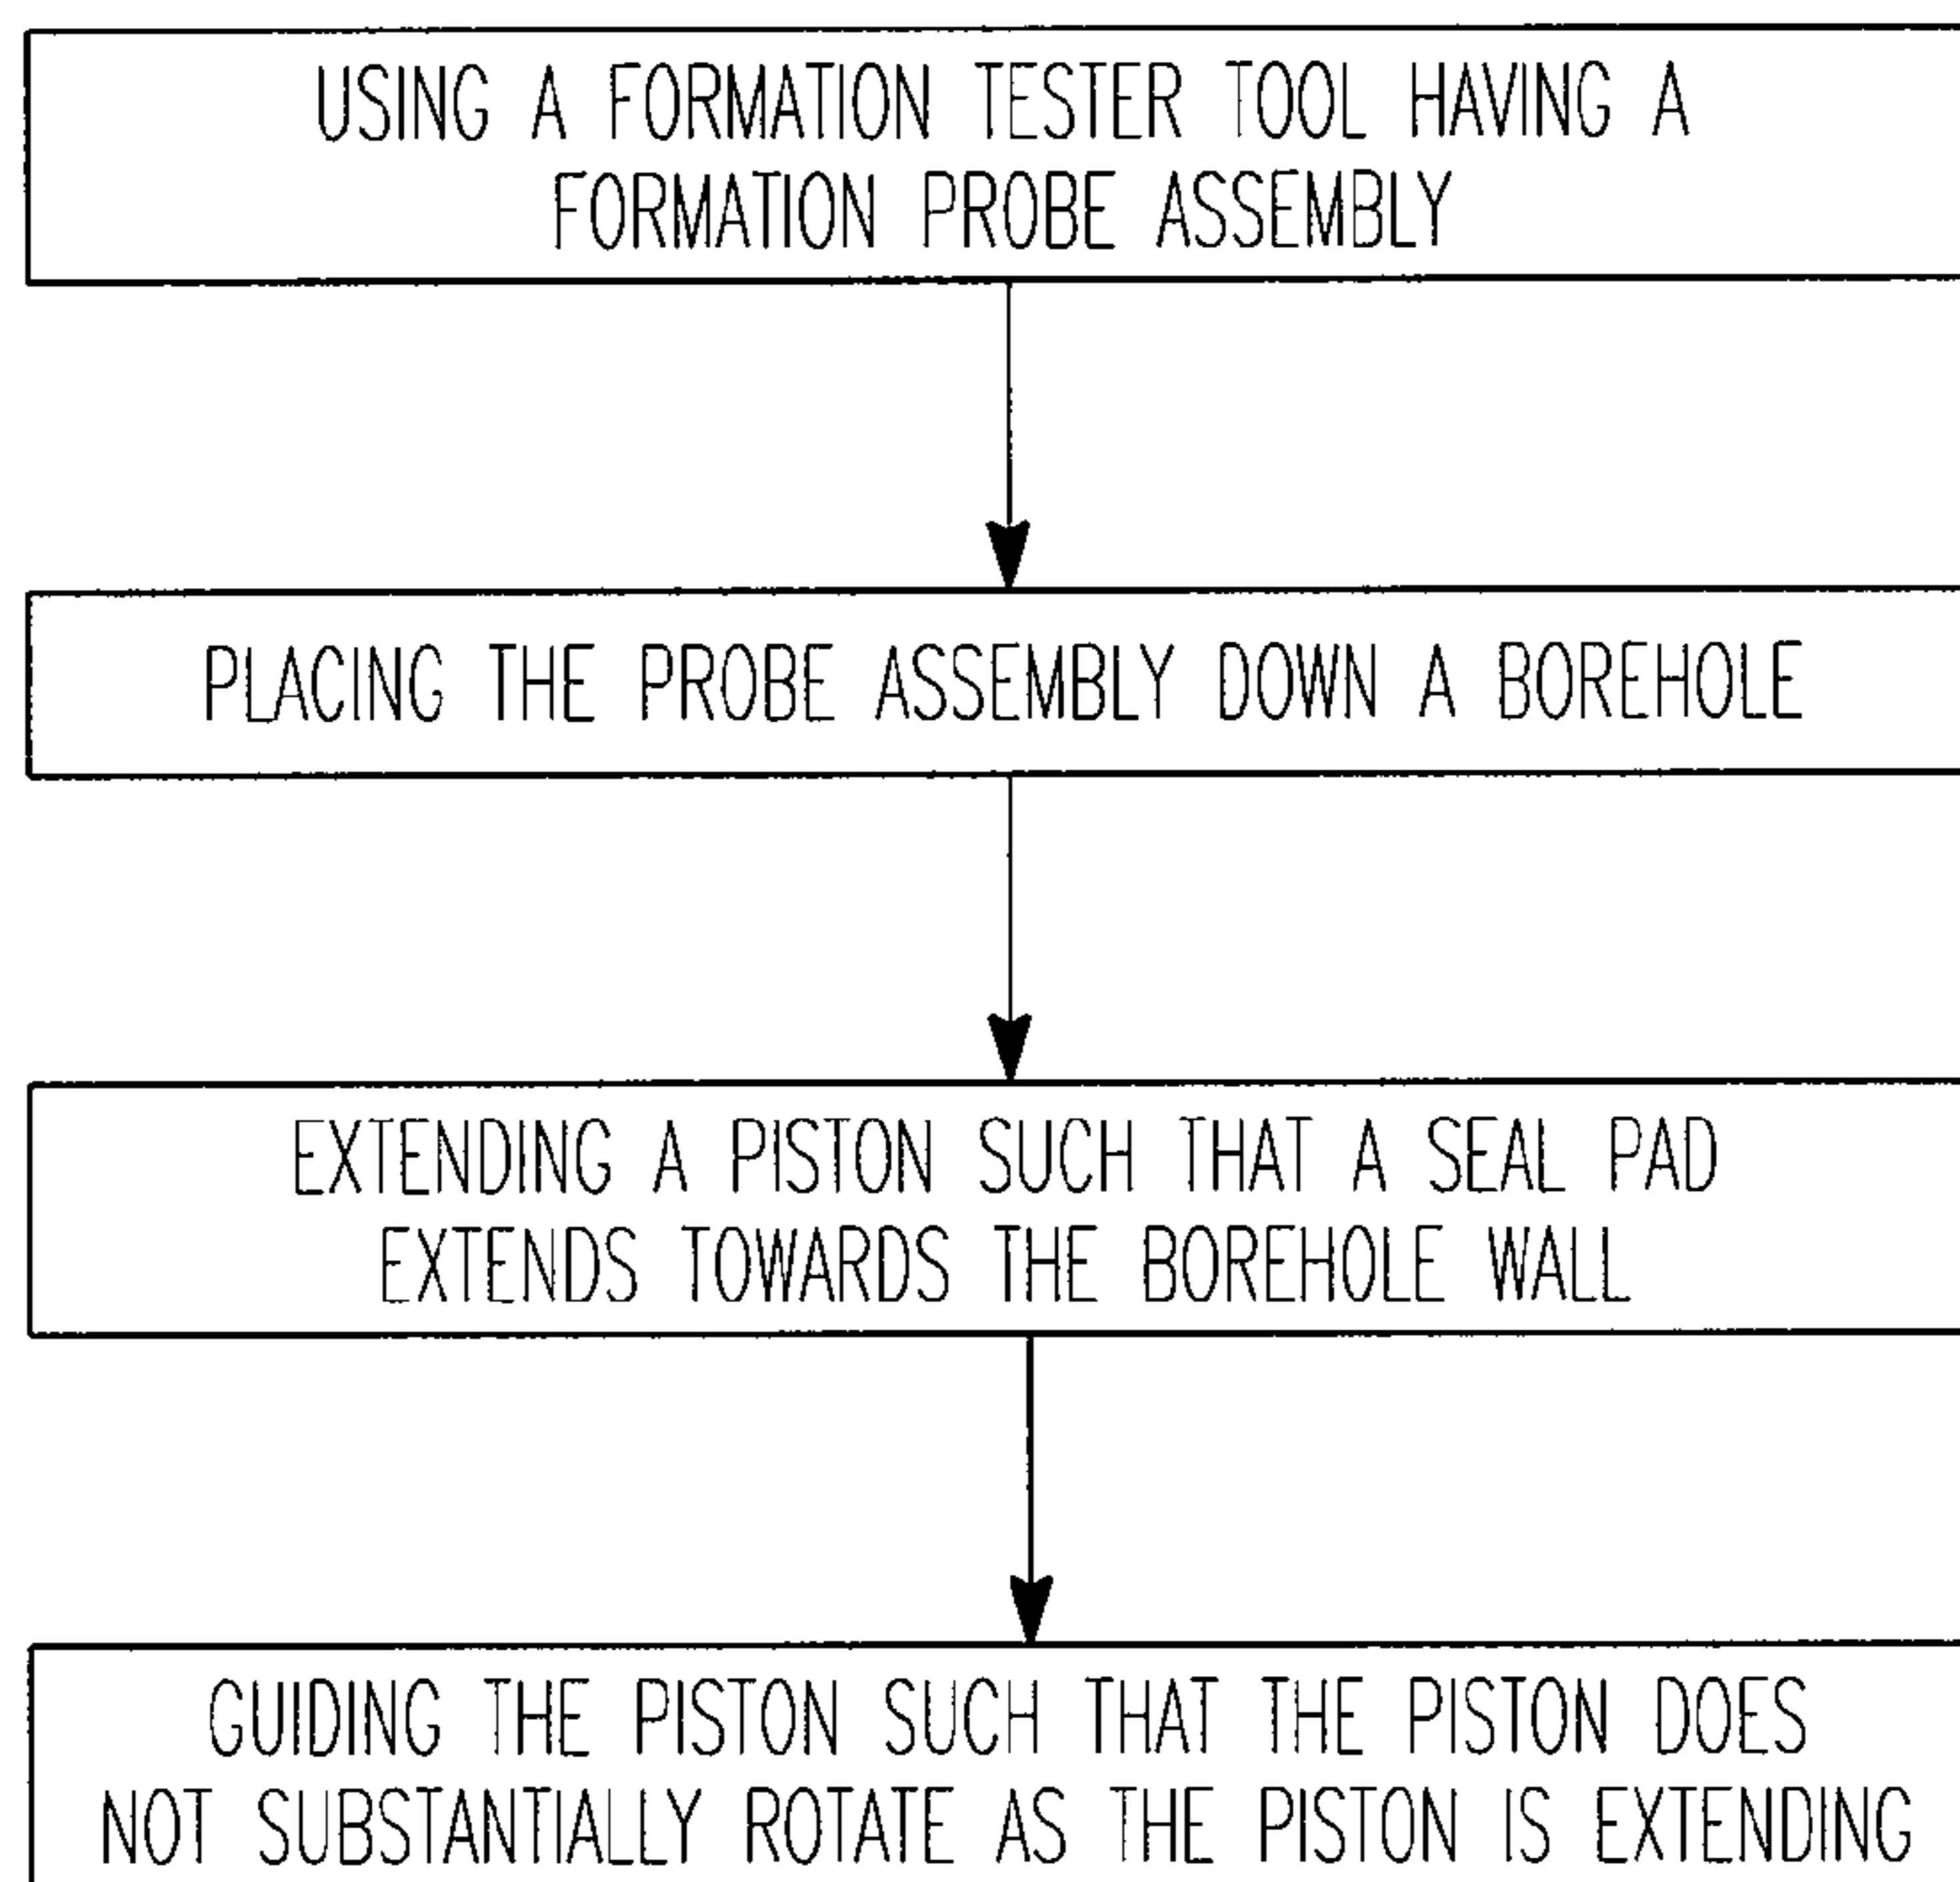 USING A FORMATION TESTER TOOL HAVING A
FORMATION PROBE ASSEMBLY
PLACING THE PROBE ASSEMBLY DOWN A BOREHOLE
EXTENDING A PISTON SUCH THAT A SEAL PAD
EXTENDS TOWARDS THE BOREHOLE WALL
GUIDING THE PISTON SUCH THAT THE PISTON DOES
NOT SUBSTANTIALLY ROTATE AS THE PISTON IS EXTENDING